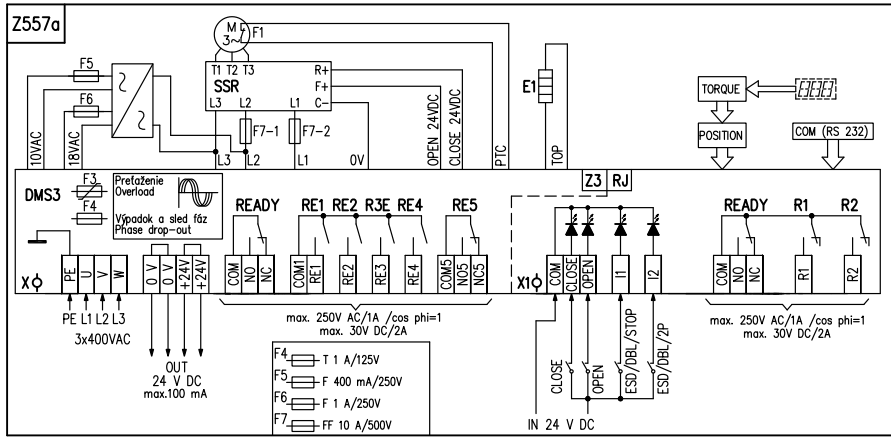 Z557a
M
3~
F1
F5
F6
T1 T2 T3
R+
SSR
F+
C-
L3 L2 L1
F7-1
F7-2
E1
TORQUE
POSITION
COM (RS 232)
10VAC
18VAC
L3 L2 L1
0V
OPEN 24VDC
CLOSE 24VDC
PTC
TOP
Z3 RJ
DMS3
F3
F4
Preťaženie
Overload
Výpadok a sled fáz
Phase drop-out
READY
RE1 RE2 R3E RE4
RE5
READY
R1
R2
X
PE
U
V
W
0 V
0 V
+24V
+24V
COM
NO
NC
COM1
RE1
RE2
RE3
RE4
COM5
NO5
NC5
X1
COM
CLOSE
OPEN
I1
I2
COM
NO
NC
R1
R2
PE L1 L2 L3
3x400VAC
OUT
24 V DC
max.100 mA
max. 250V AC/1A /cos phi=1
max. 30V DC/2A
F4 T 1 A/125V
F5 F 400 mA/250V
F6 F 1 A/250V
F7 FF 10 A/500V
CLOSE
OPEN
ESD/DBL/STOP
ESD/DBL/2P
IN 24 V DC
max. 250V AC/1A /cos phi=1
max. 30V DC/2A